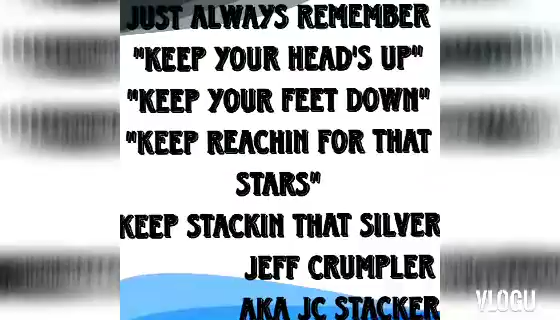 JUST ALWAYS REMEMBER
"KEEP YOUR HEAD'S UP"
"KEEP YOUR FEET DOWN"
"KEEP REACHIN FOR THAT
STARS"
KEEP STACKIN THAT SILVER
JEFF CRUMPLER
AKA JC STACKER
VLOGU